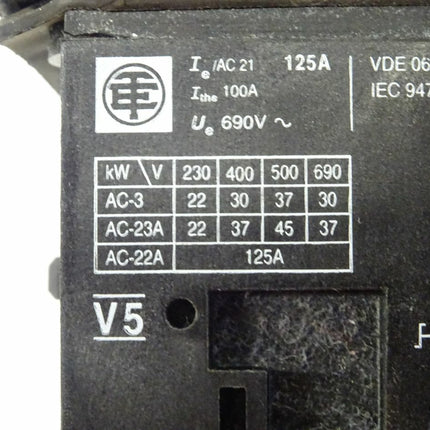 Ie/AC 21 125A
Ithe 100A
Ue 690V ~
VDE 06
IEC 947
kW \ V 230 400 500 690
AC-3 22 30 37 30
AC-23A 22 37 45 37
AC-22A 125A
V5